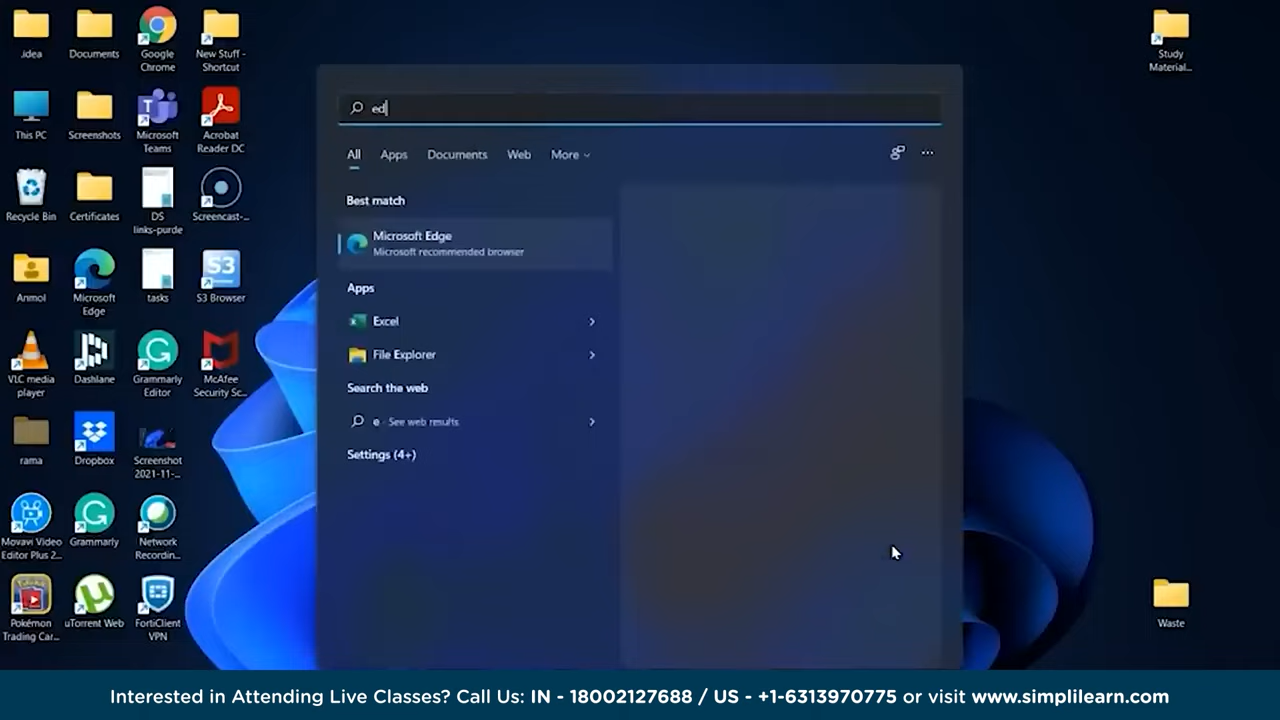 .idea
Documents
Google
Chrome
New Stuff -
Shortcut
Study
Material...
This PC
Screenshots
Microsoft
Teams
Acrobat
Reader DC
Recycle Bin
Certificates
DS
links-purde
Screencast-...
Anmol
Microsoft
Edge
tasks
S3 Browser
VLC media
player
Dashlane
Grammarly
Editor
McAfee
Security Sc...
rama
Dropbox
Screenshot
2021-11-...
Movavi Video
Editor Plus 2...
Grammarly
Network
Recordin...
Pokémon
Trading Car...
uTorrent Web
FortiClient
VPN
Waste
S3
ed
All Apps Documents Web More
Best match
Microsoft Edge
Microsoft recommended browser
Apps
Excel
File Explorer
Search the web
e - See web results
Settings (4+)
Interested in Attending Live Classes? Call Us: IN - 18002127688 / US - +1-6313970775 or visit www.simplilearn.com